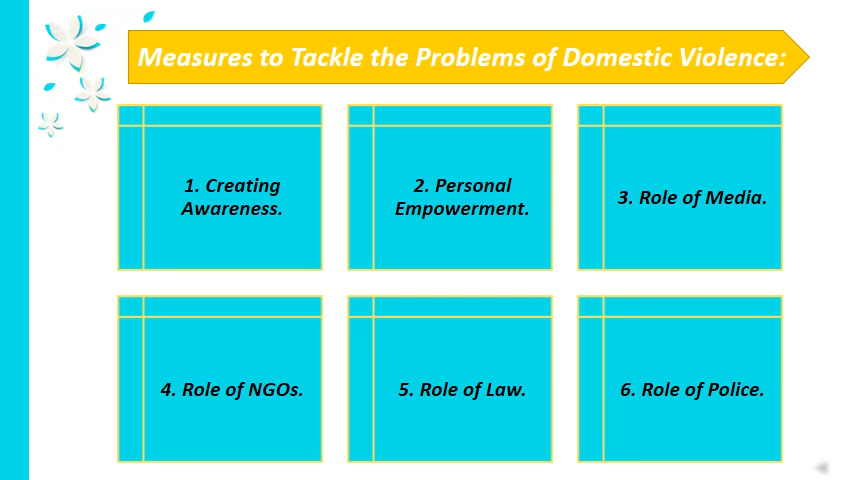 Measures to Tackle the Problems of Domestic Violence:
1. Creating
Awareness.
2. Personal
Empowerment.
3. Role of Media.
4. Role of NGOs.
5. Role of Law.
6. Role of Police.